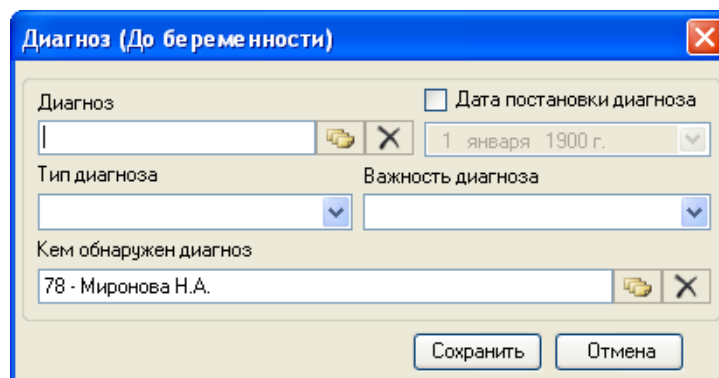 Диагноз (До беременности)
Диагноз
Дата постановки диагноза
1 января 1900 г.
Тип диагноза
Важность диагноза
Кем обнаружен диагноз
78 - Миронова Н.А.
Сохранить
Отмена